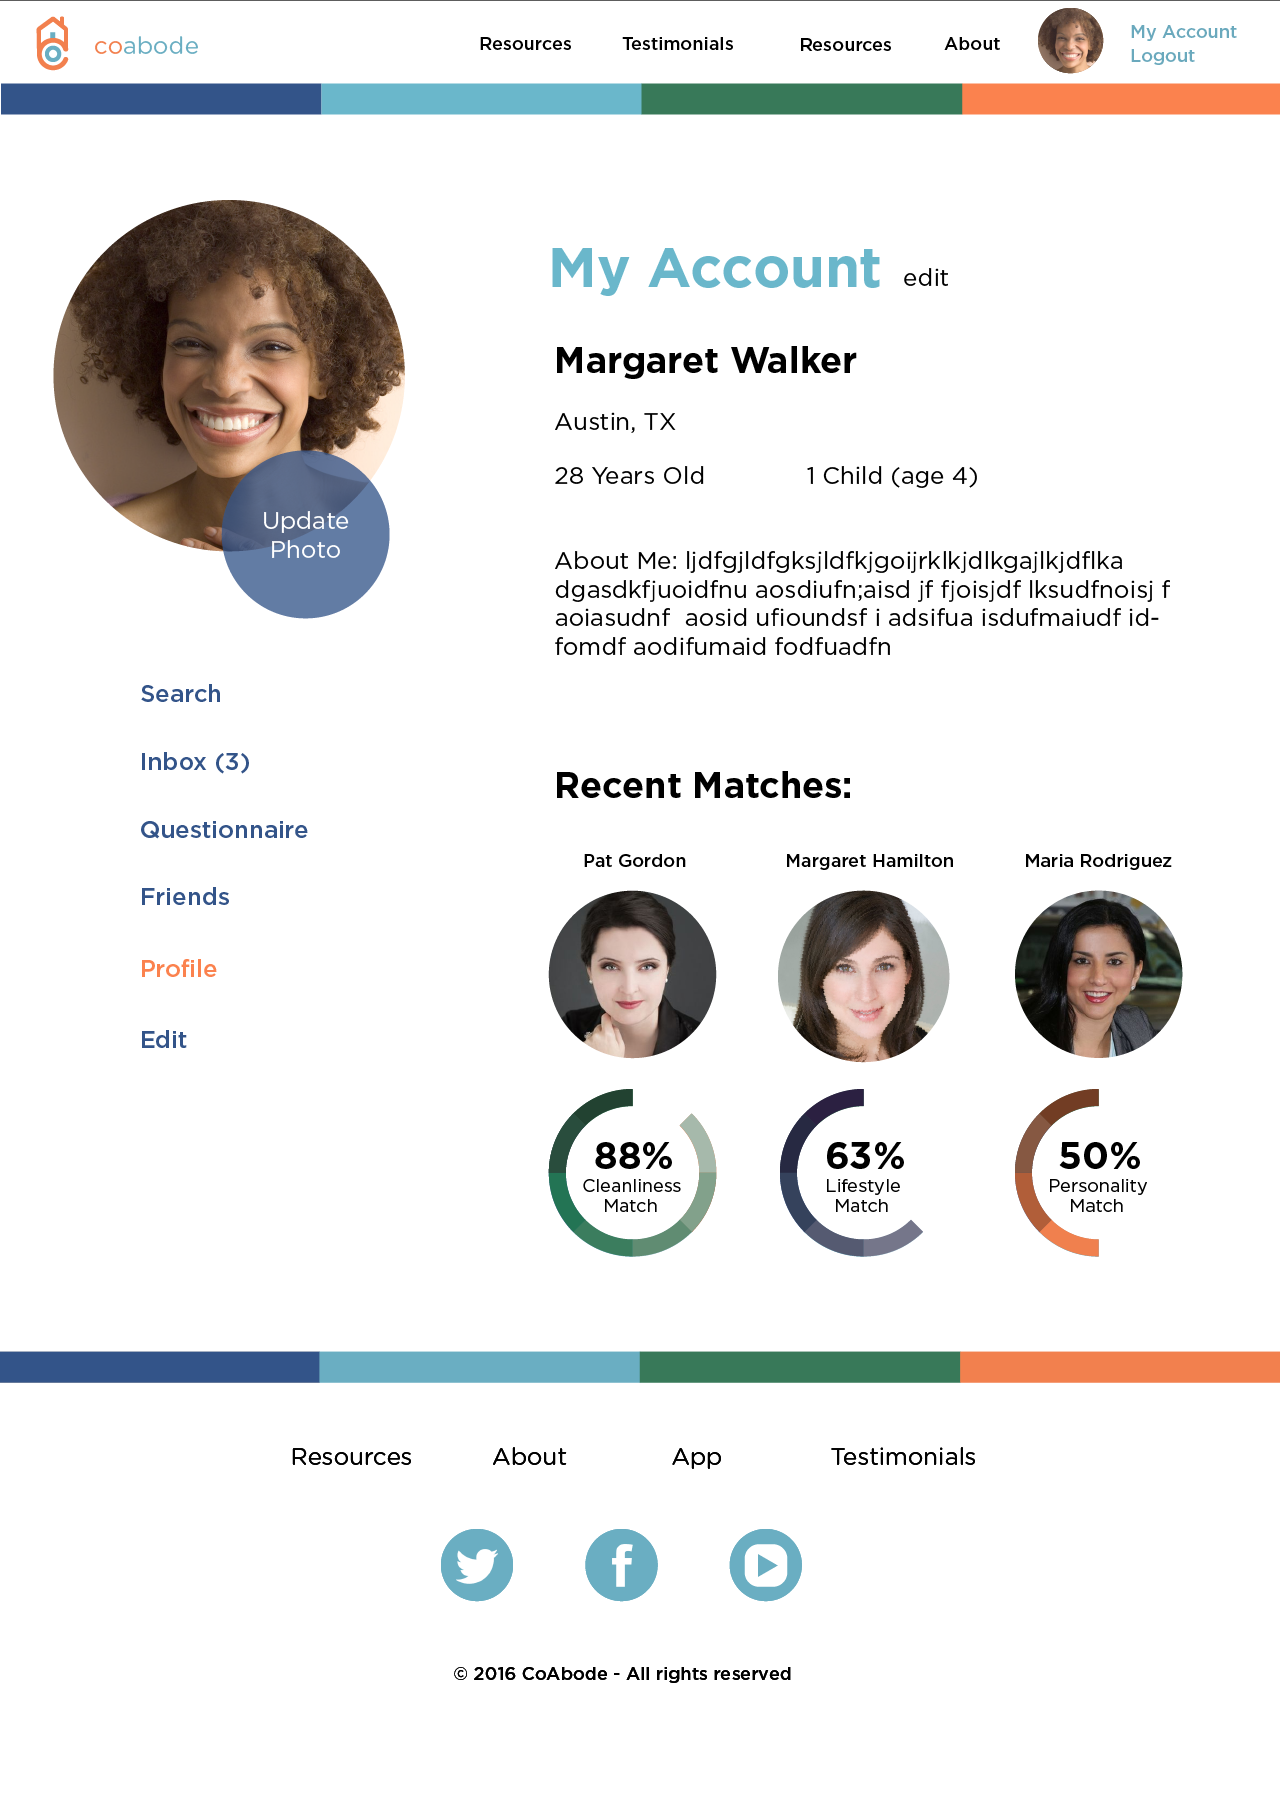 coabode
Resources
Testimonials
Resources
About
My Account
Logout
My Account edit
Margaret Walker
Austin, TX
28 Years Old
1 Child (age 4)
Update
Photo
About Me: ljdfgjldfgksjldfkjgoijrklkjdlkgajlkjdflka
dgasdkfjuoidfnu aosdiufn;aisd jf fjoisjdf lksudfnoisj f
aoiasudnf aosid ufioundsf i adsifua isdufmaiudf id-
fomdf aodifumaid fodfuadfn
Search
Inbox (3)
Questionnaire
Friends
Profile
Edit
Recent Matches:
Pat Gordon
Margaret Hamilton
Maria Rodriguez
88%
Cleanliness
Match
63%
Lifestyle
Match
50%
Personality
Match
Resources
About
App
Testimonials
© 2016 CoAbode - All rights reserved